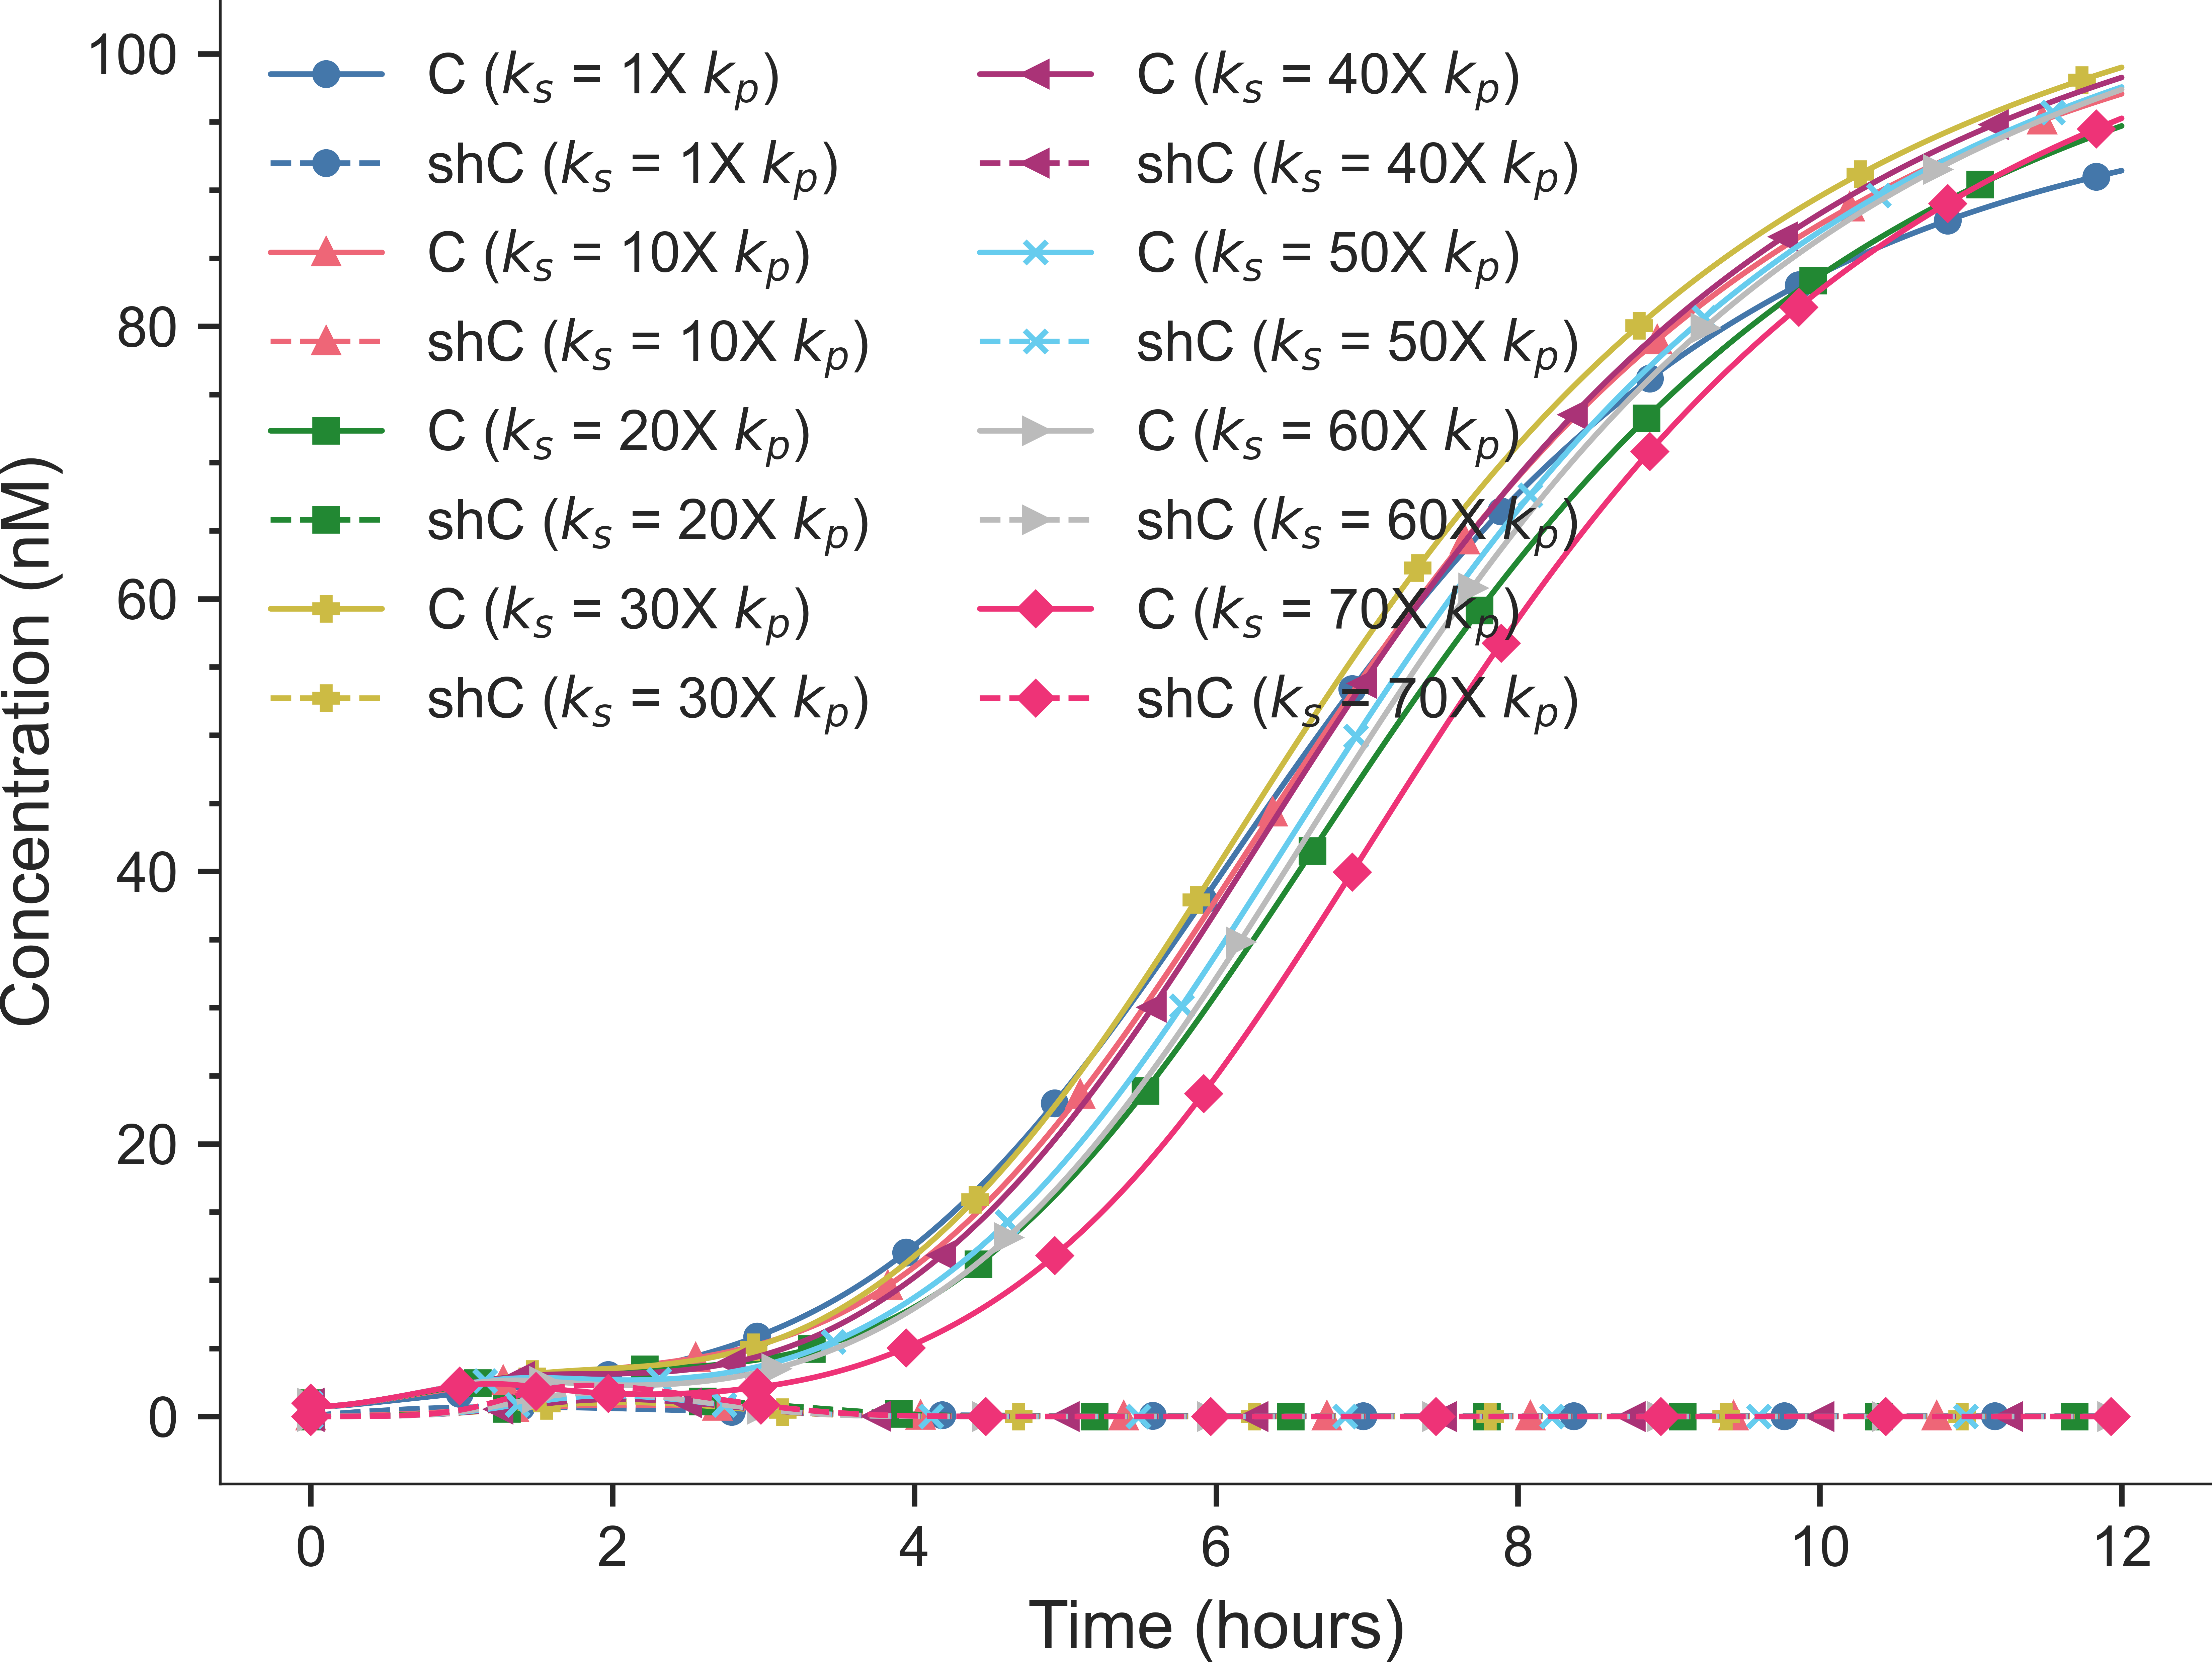 Concentration (nM)
100
80
60
40
20
0
C (kₛ = 1X kₚ)
shC (kₛ = 1X kₚ)
C (kₛ = 10X kₚ)
shC (kₛ = 10X kₚ)
C (kₛ = 20X kₚ)
shC (kₛ = 20X kₚ)
C (kₛ = 30X kₚ)
shC (kₛ = 30X kₚ)
C (kₛ = 40X kₚ)
shC (kₛ = 40X kₚ)
C (kₛ = 50X kₚ)
shC (kₛ = 50X kₚ)
C (kₛ = 60X kₚ)
shC (kₛ = 60X kₚ)
C (kₛ = 70X kₚ)
shC (kₛ = 70X kₚ)
0 2 4 6 8 10 12
Time (hours)